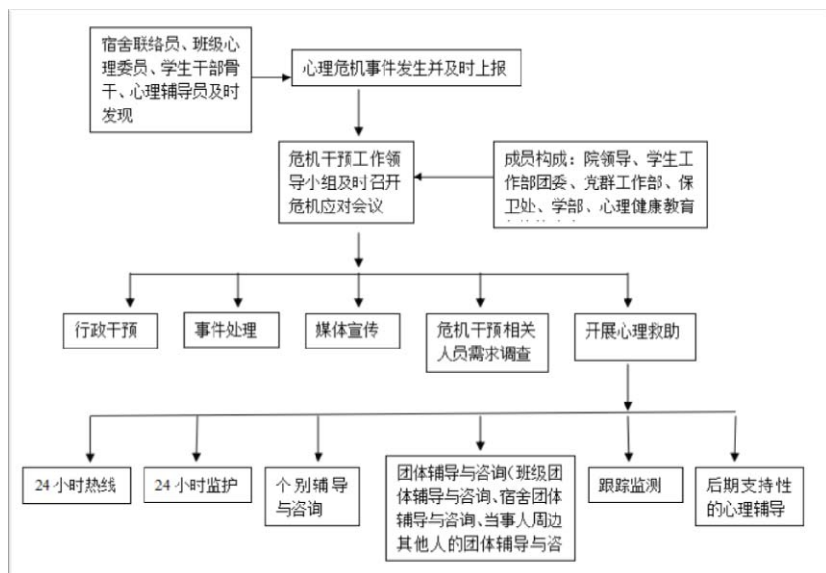 宿舍联络员、班级心
理委员、学生干部骨
干、心理辅导员及时
发现
心理危机事件发生并及时上报
危机干预工作领
导小组及时召开
危机应对会议
成员构成：院领导、学生工
作部团委、党群工作部、保
卫处、学部、心理健康教育
行政干预
事件处理
媒体宣传
危机干预相关
人员需求调查
开展心理救助
24 小时热线
24 小时监护
个别辅导
与咨询
团体辅导与咨询（班级团
体辅导与咨询、宿舍团体
辅导与咨询、当事人周边
其他人的团体辅导与咨
跟踪监测
后期支持性
的心理辅导